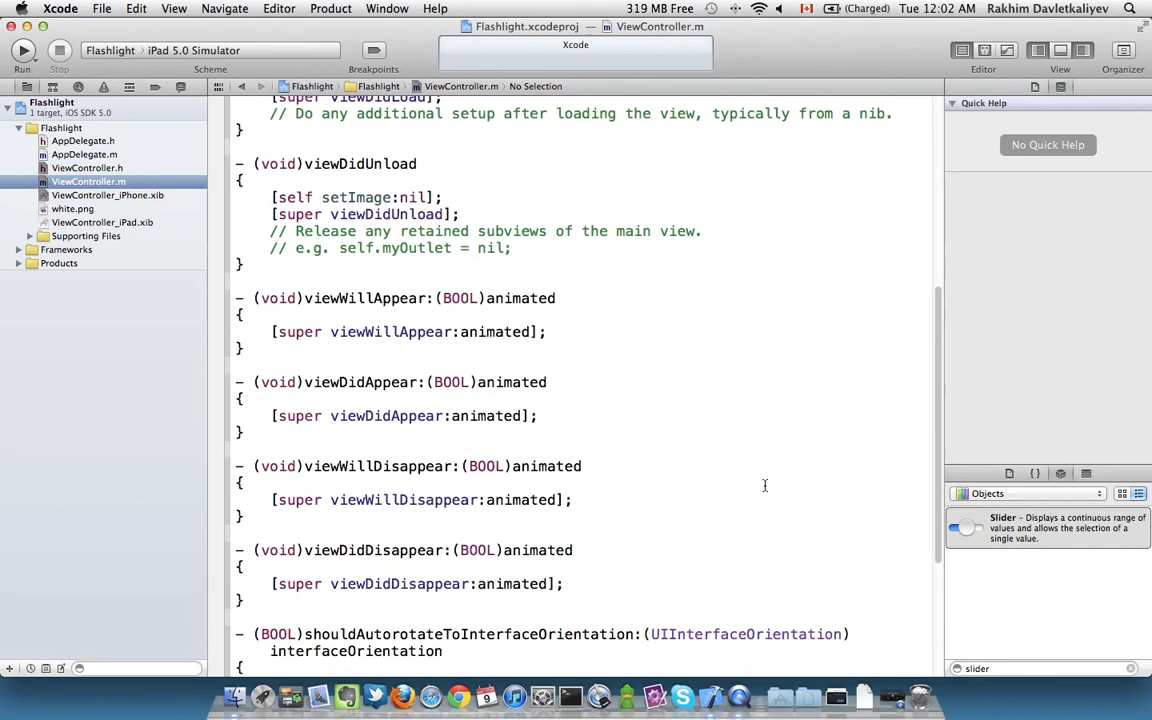 Xcode File Edit View Navigate Editor Product Window Help 319 MB Free (Charged) Tue 12:02 AM Rakhim Davletkaliyev
Flashlight.xcodeproj — ViewController.m
Flashlight iPad 5.0 Simulator
Xcode
Run Stop Scheme Breakpoints Editor View Organizer
Flashlight Flashlight ViewController.m No Selection
Flashlight
1 target, iOS SDK 5.0
Flashlight
AppDelegate.h
AppDelegate.m
ViewController.h
ViewController.m
ViewController_iPhone.xib
white.png
ViewController_iPad.xib
Supporting Files
Frameworks
Products
[super viewDidLoad];
// Do any additional setup after loading the view, typically from a nib.
}
- (void)viewDidUnload
{
[self setImage:nil];
[super viewDidUnload];
// Release any retained subviews of the main view.
// e.g. self.myOutlet = nil;
}
- (void)viewWillAppear:(BOOL)animated
{
[super viewWillAppear:animated];
}
- (void)viewDidAppear:(BOOL)animated
{
[super viewDidAppear:animated];
}
- (void)viewWillDisappear:(BOOL)animated
{
[super viewWillDisappear:animated];
}
- (void)viewDidDisappear:(BOOL)animated
{
[super viewDidDisappear:animated];
}
- (BOOL)shouldAutorotateToInterfaceOrientation:(UIInterfaceOrientation)
interfaceOrientation
{
Quick Help
No Quick Help
Objects
Slider - Displays a continuous range of
values and allows the selection of a
single value.
slider